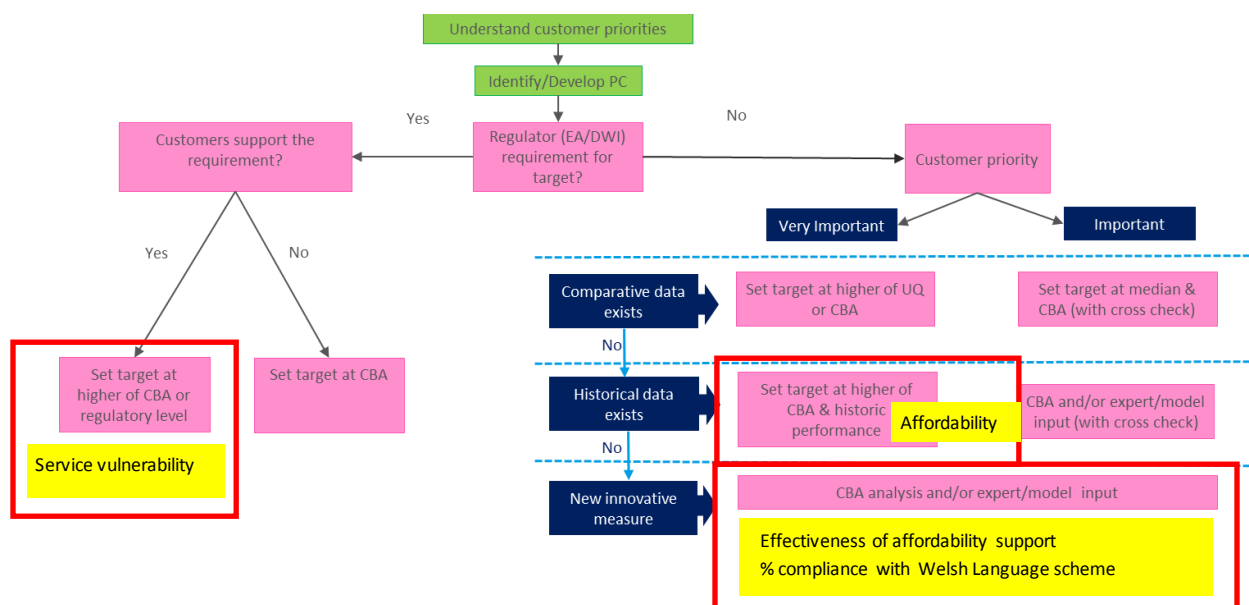 Understand customer priorities
Identify/Develop PC
Yes
No
Customers support the
requirement?
Regulator (EA/DWI)
requirement for
target?
Customer priority
Very Important
Important
Yes
No
Comparative data
exists
Set target at higher of UQ
or CBA
Set target at median &
CBA (with cross check)
No
Set target at
higher of CBA or
regulatory level
Set target at CBA
Service vulnerability
Historical data
exists
Set target at higher of
CBA & historic
performance
Affordability
CBA and/or expert/model
input (with cross check)
No
New innovative
measure
CBA analysis and/or expert/model input
Effectiveness of affordability support
% compliance with Welsh Language scheme